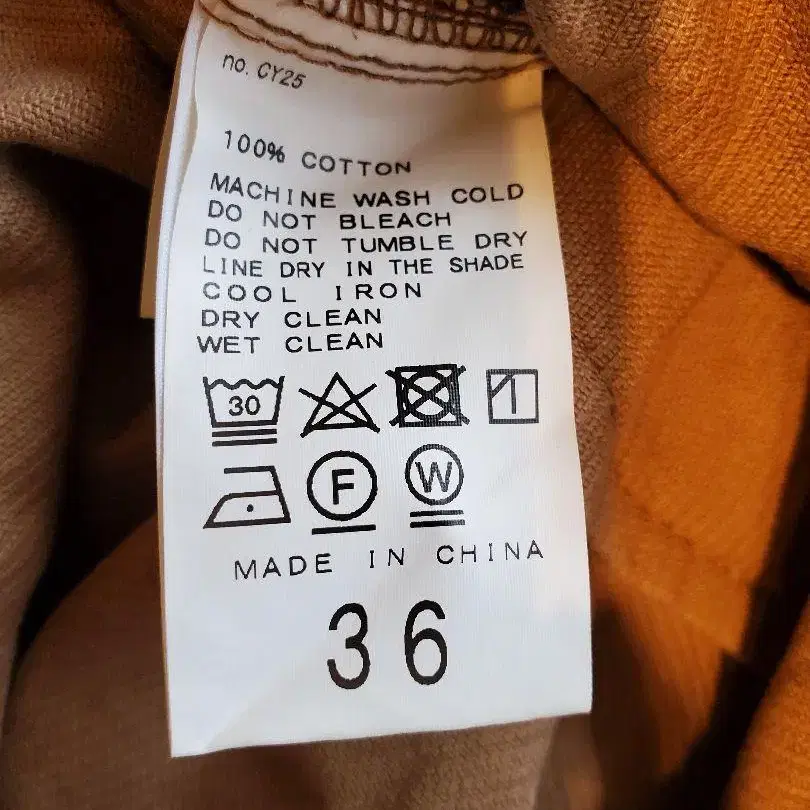 no. CY25
100% COTTON
MACHINE WASH COLD
DO NOT BLEACH
DO NOT TUMBLE DRY
LINE DRY IN THE SHADE
COOL IRON
DRY CLEAN
WET CLEAN
30
F W
MADE IN CHINA
36